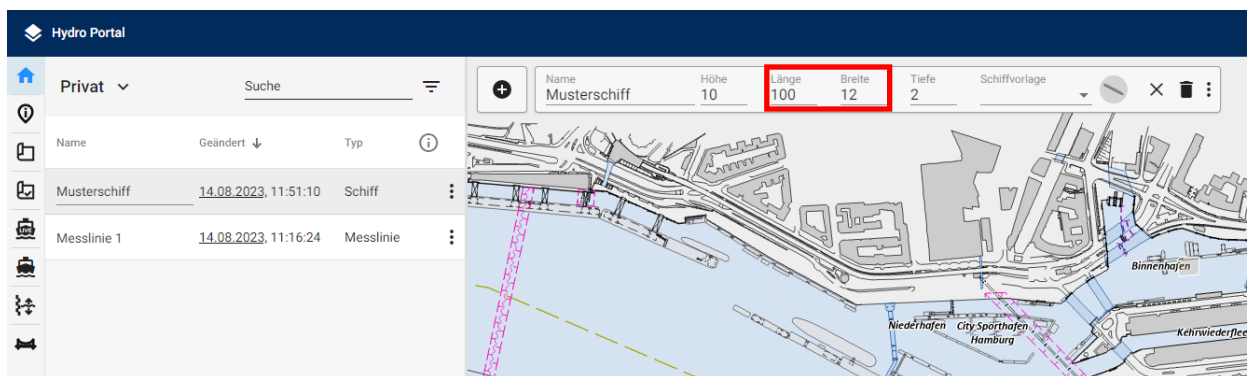 Hydro Portal
Privat
Suche
Name
Geändert
Typ
Musterschiff
14.08.2023, 11:51:10
Schiff
Messlinie 1
14.08.2023, 11:16:24
Messlinie
LIVE
Name
Höhe
Länge
Breite
Tiefe
Schiffvorlage
Musterschiff
10
100
12
2
Binnenhafen
Niederhafen
City Sporthafen
Hamburg
Kehrwiederflee